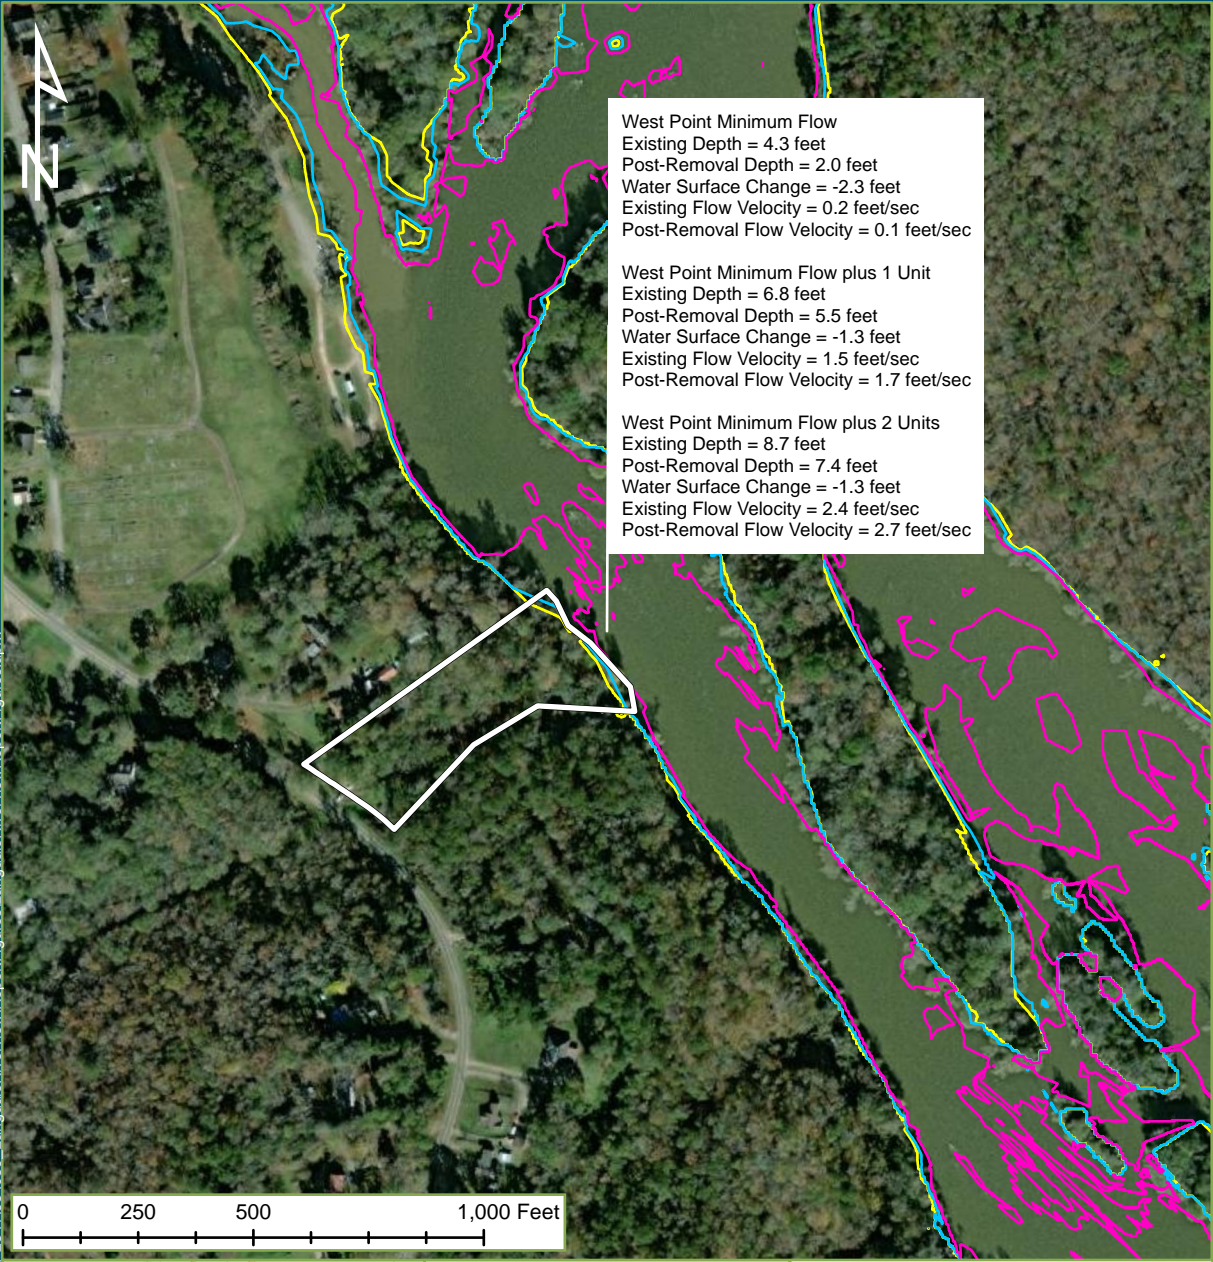 N
West Point Minimum Flow
Existing Depth = 4.3 feet
Post-Removal Depth = 2.0 feet
Water Surface Change = -2.3 feet
Existing Flow Velocity = 0.2 feet/sec
Post-Removal Flow Velocity = 0.1 feet/sec
West Point Minimum Flow plus 1 Unit
Existing Depth = 6.8 feet
Post-Removal Depth = 5.5 feet
Water Surface Change = -1.3 feet
Existing Flow Velocity = 1.5 feet/sec
Post-Removal Flow Velocity = 1.7 feet/sec
West Point Minimum Flow plus 2 Units
Existing Depth = 8.7 feet
Post-Removal Depth = 7.4 feet
Water Surface Change = -1.3 feet
Existing Flow Velocity = 2.4 feet/sec
Post-Removal Flow Velocity = 2.7 feet/sec
0 250 500 1,000 Feet